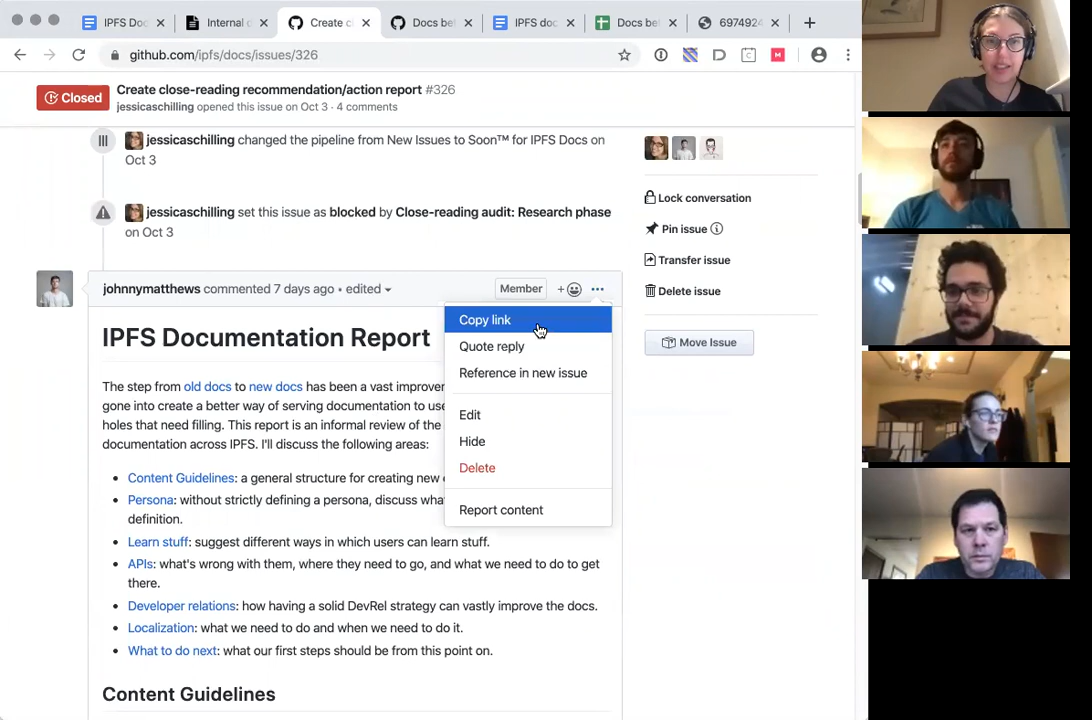 IPFS Do
Internal d
Create c
Docs be
IPFS doc
Docs be
6974924
github.com/ipfs/docs/issues/326
Closed
Create close-reading recommendation/action report #326
jessicaschilling opened this issue on Oct 3 · 4 comments
jessicaschilling changed the pipeline from New Issues to Soon™ for IPFS Docs on
Oct 3
jessicaschilling set this issue as blocked by Close-reading audit: Research phase
on Oct 3
Lock conversation
Pin issue
Transfer issue
Delete issue
Move Issue
johnnymatthews commented 7 days ago • edited
Member
Copy link
Quote reply
Reference in new issue
Edit
Hide
Delete
Report content
IPFS Documentation Report
The step from old docs to new docs has been a vast improve
gone into create a better way of serving documentation to use
holes that need filling. This report is an informal review of the
documentation across IPFS. I'll discuss the following areas:
• Content Guidelines: a general structure for creating new
• Persona: without strictly defining a persona, discuss wha
definition.
• Learn stuff: suggest different ways in which users can learn stuff.
• APIs: what's wrong with them, where they need to go, and what we need to do to get
there.
• Developer relations: how having a solid DevRel strategy can vastly improve the docs.
• Localization: what we need to do and when we need to do it.
• What to do next: what our first steps should be from this point on.
Content Guidelines